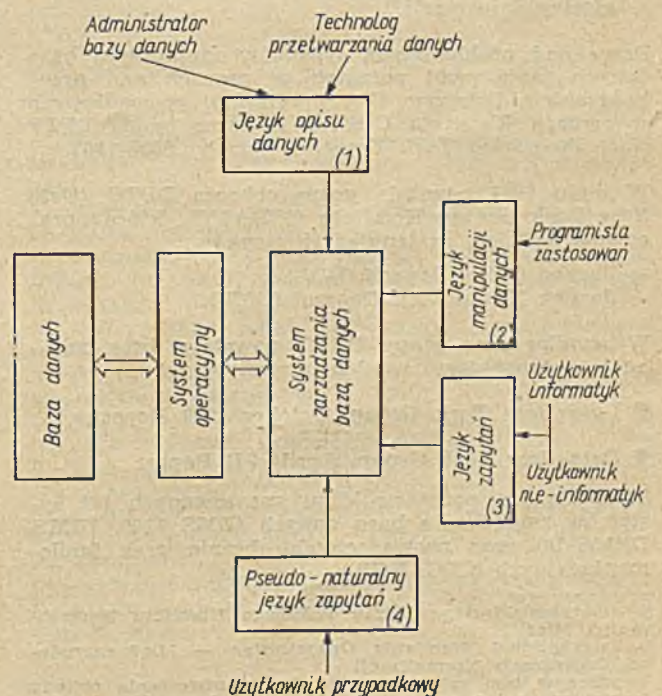 Administrator
bazy danych
Technolog
przetwarzania danych
Język opisu
danych
(1)
Baza danych
System
operacyjny
System
zarządzania
bazą danych
Język
manipulacji
danych
(2)
Programista
zastosowań
Język
zapytań
(3)
Użytkownik
informatyk
Użytkownik
nie-informatyk
Pseudo-naturalny
język zapytań
(4)
Użytkownik przypadkowy